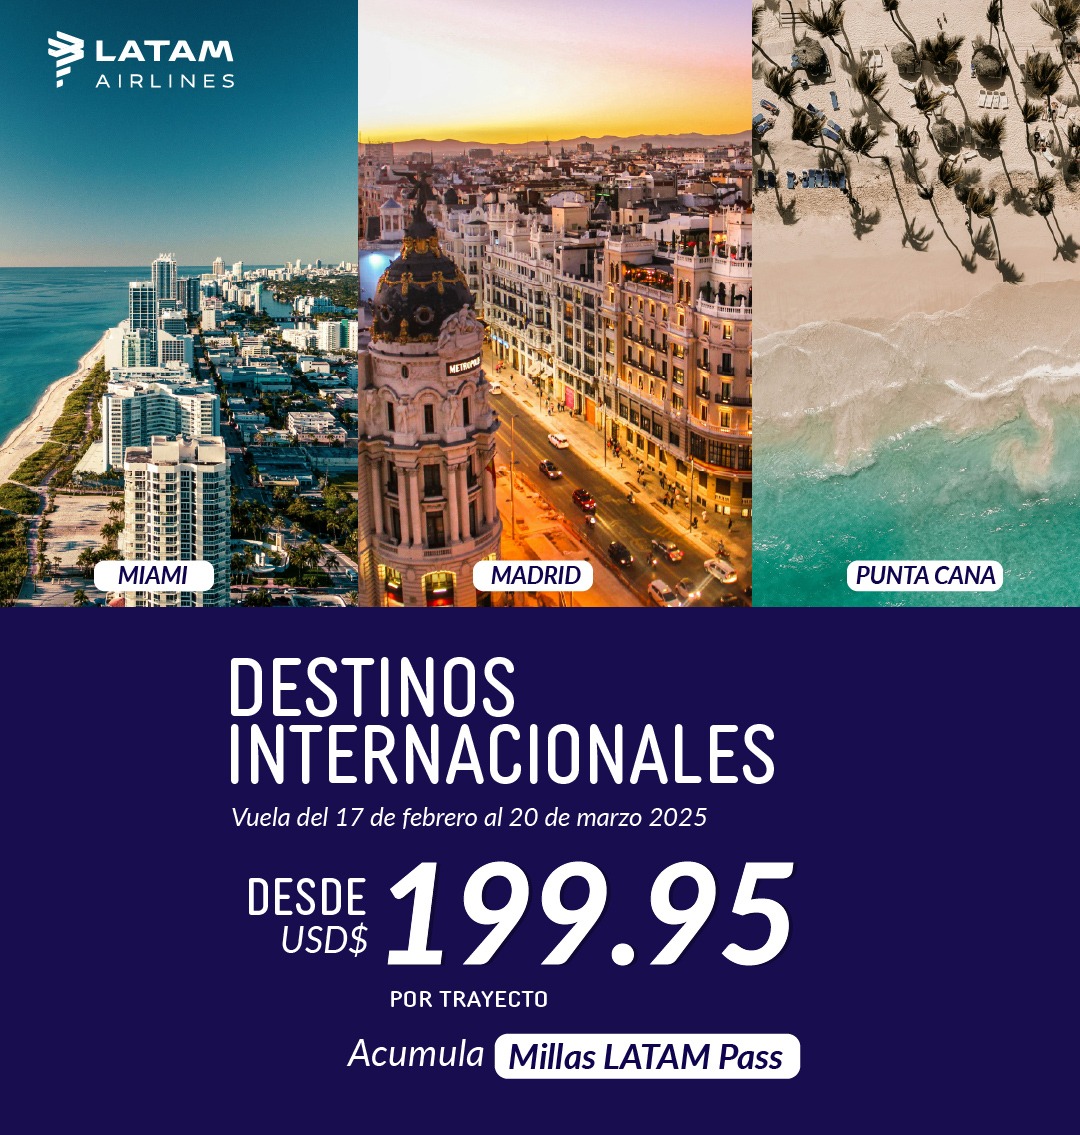 LATAM
AIRLINES
METROPOLIS
MIAMI
MADRID
PUNTA CANA
DESTINOS
INTERNACIONALES
Vuela del 17 de febrero al 20 de marzo 2025
DESDE
USD$ 199.95
POR TRAYECTO
Acumula Millas LATAM Pass